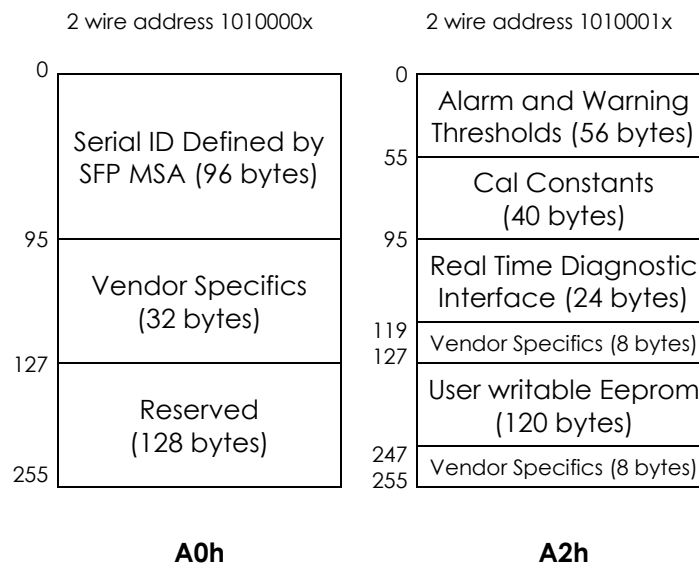 2 wire address 1010000x
0
Serial ID Defined by
SFP MSA (96 bytes)
95
Vendor Specifics
(32 bytes)
127
Reserved
(128 bytes)
255
A0h
2 wire address 1010001x
0
Alarm and Warning
Thresholds (56 bytes)
55
Cal Constants
(40 bytes)
95
Real Time Diagnostic
Interface (24 bytes)
119
Vendor Specifics (8 bytes)
127
User writable Eeprom
(120 bytes)
247
Vendor Specifics (8 bytes)
255
A2h